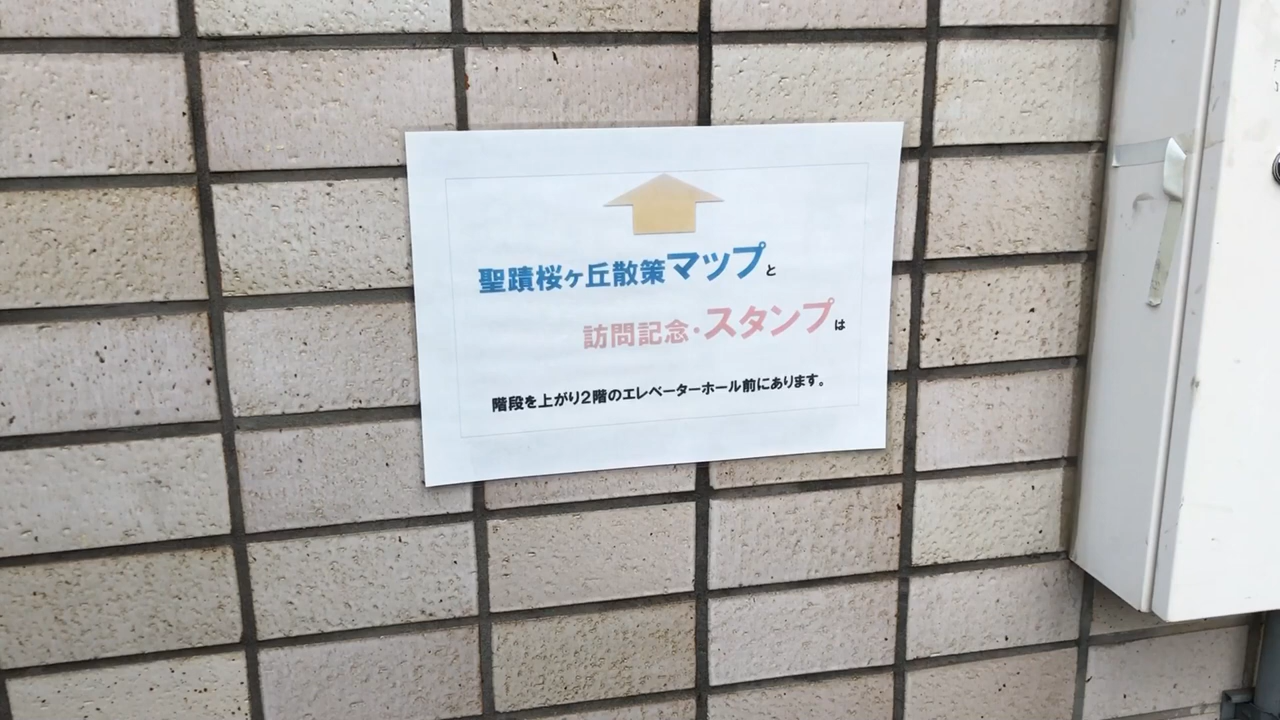 聖蹟桜ヶ丘散策マップと
訪問記念・スタンプは
階段を上がり2階のエレベーターホール前にあります。